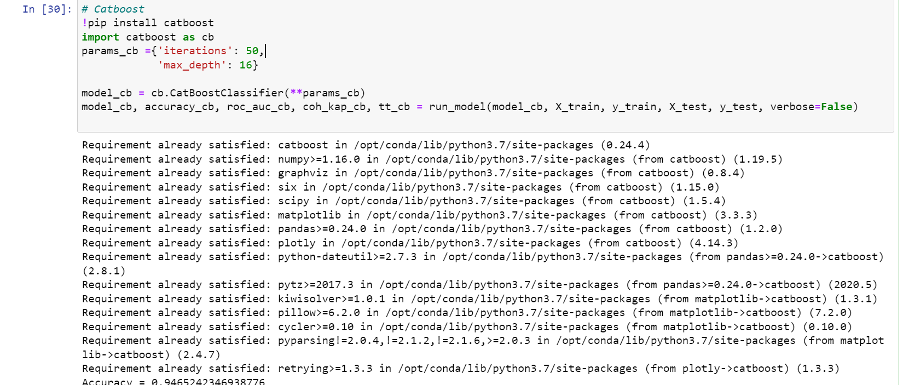 In [30]: # Catboost
!pip install catboost
import catboost as cb
params_cb ={'iterations': 50,
'max_depth': 16}
model_cb = cb.CatBoostClassifier(**params_cb)
model_cb, accuracy_cb, roc_auc_cb, coh_kap_cb, tt_cb = run_model(model_cb, X_train, y_train, X_test, y_test, verbose=False)
Requirement already satisfied: catboost in /opt/conda/lib/python3.7/site-packages (0.24.4)
Requirement already satisfied: numpy>=1.16.0 in /opt/conda/lib/python3.7/site-packages (from catboost) (1.19.5)
Requirement already satisfied: graphviz in /opt/conda/lib/python3.7/site-packages (from catboost) (0.8.4)
Requirement already satisfied: six in /opt/conda/lib/python3.7/site-packages (from catboost) (1.15.0)
Requirement already satisfied: scipy in /opt/conda/lib/python3.7/site-packages (from catboost) (1.5.4)
Requirement already satisfied: matplotlib in /opt/conda/lib/python3.7/site-packages (from catboost) (3.3.3)
Requirement already satisfied: pandas>=0.24.0 in /opt/conda/lib/python3.7/site-packages (from catboost) (1.2.0)
Requirement already satisfied: plotly in /opt/conda/lib/python3.7/site-packages (from catboost) (4.14.3)
Requirement already satisfied: python-dateutil>=2.7.3 in /opt/conda/lib/python3.7/site-packages (from pandas>=0.24.0->catboost)
(2.8.1)
Requirement already satisfied: pytz>=2017.3 in /opt/conda/lib/python3.7/site-packages (from pandas>=0.24.0->catboost) (2020.5)
Requirement already satisfied: kiwisolver>=1.0.1 in /opt/conda/lib/python3.7/site-packages (from matplotlib->catboost) (1.3.1)
Requirement already satisfied: pillow>=6.2.0 in /opt/conda/lib/python3.7/site-packages (from matplotlib->catboost) (7.2.0)
Requirement already satisfied: cycler>=0.10 in /opt/conda/lib/python3.7/site-packages (from matplotlib->catboost) (0.10.0)
Requirement already satisfied: pyparsing!=2.0.4,!=2.1.2,!=2.1.6,>=2.0.3 in /opt/conda/lib/python3.7/site-packages (from matplot
lib->catboost) (2.4.7)
Requirement already satisfied: retrying>=1.3.3 in /opt/conda/lib/python3.7/site-packages (from plotly->catboost) (1.3.3)
Accuracy = 0.9465242346938776